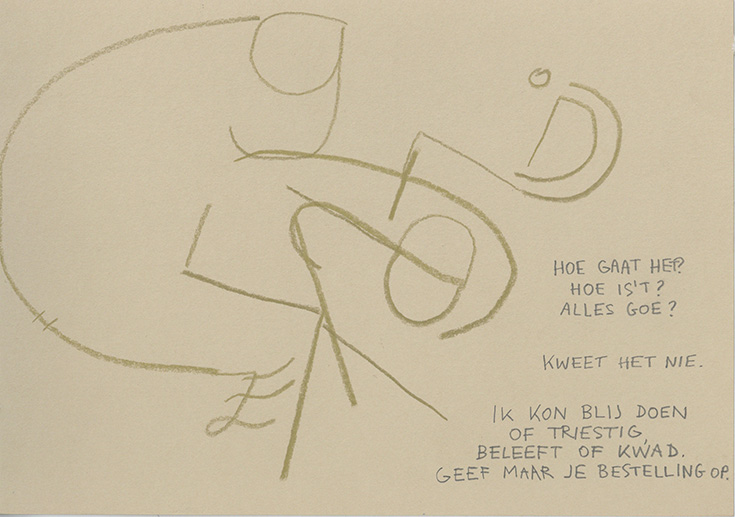 HOE GAAT HET?
HOE IS'T?
ALLES GOE?
KWEET HET NIE.
IK KON BLIJ DOEN
OF TRIESTIG,
BELEEFT OF KWAD.
GEEF MAAR JE BESTELLING OP.